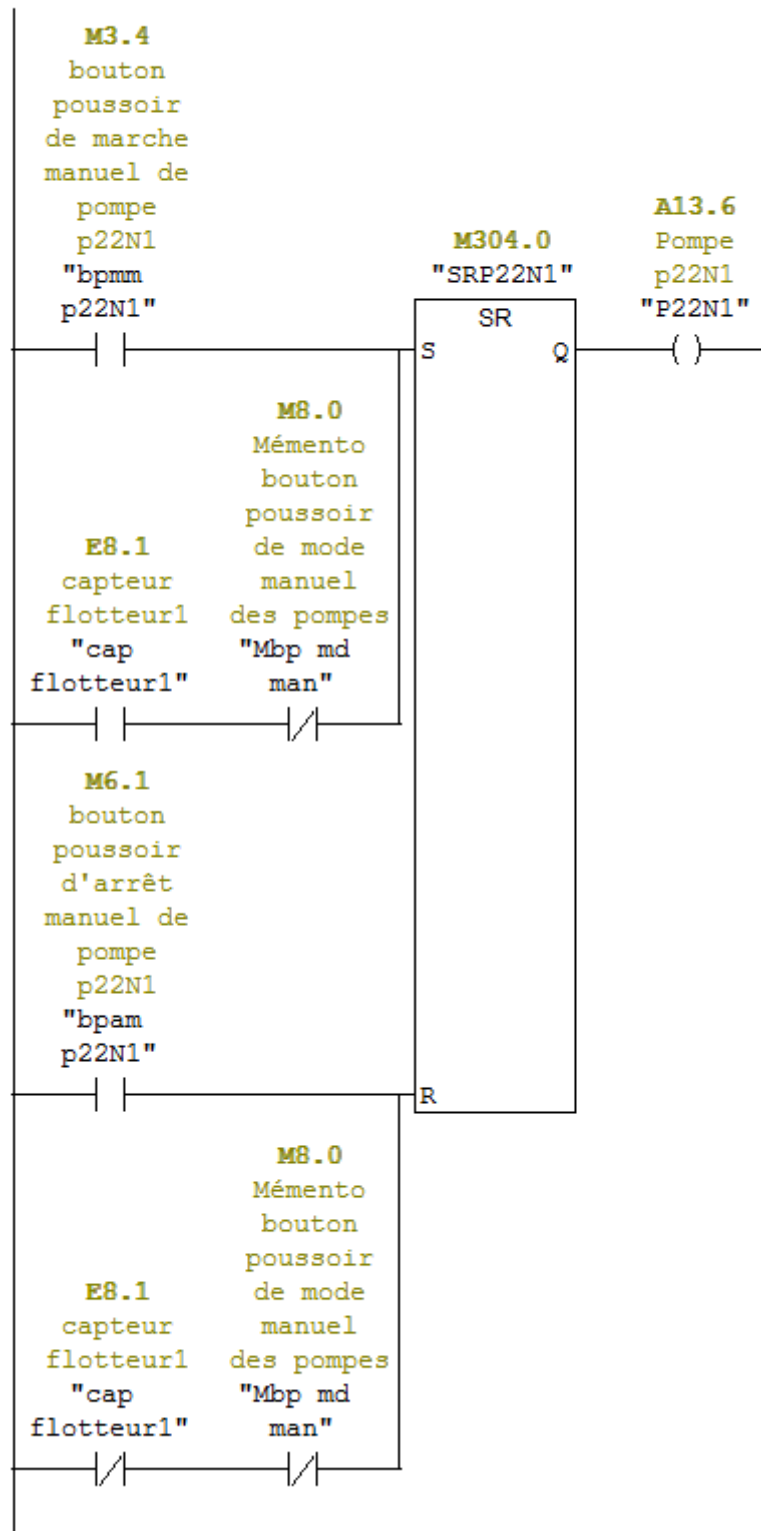 M3.4
bouton
poussoir
de marche
manuel de
pompe
p22N1
"bpmm
p22N1"
M304.0
"SRP22N1"
SR
S
Q
A13.6
Pompe
p22N1
"P22N1"
E8.1
capteur
flotteur1
"cap
flotteur1"
M8.0
Mémento
bouton
poussoir
de mode
manuel
des pompes
"Mbp md
man"
M6.1
bouton
poussoir
d'arrêt
manuel de
pompe
p22N1
"bpam
p22N1"
R
E8.1
capteur
flotteur1
"cap
flotteur1"
M8.0
Mémento
bouton
poussoir
de mode
manuel
des pompes
"Mbp md
man"